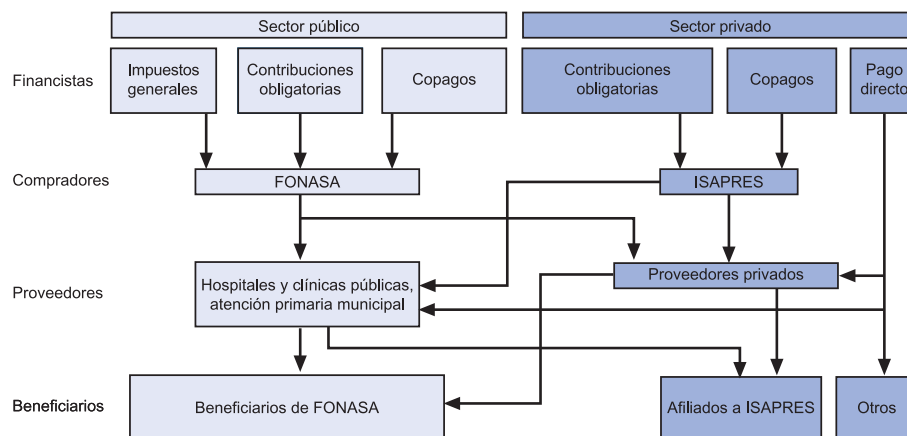 Sector público
Sector privado
Financistas
Impuestos
generales
Contribuciones
obligatorias
Copagos
Contribuciones
obligatorias
Copagos
Pago
directo
Compradores
FONASA
ISAPRES
Proveedores
Hospitales y clínicas públicas,
atención primaria municipal
Proveedores privados
Beneficiarios
Beneficiarios de FONASA
Afiliados a ISAPRES
Otros